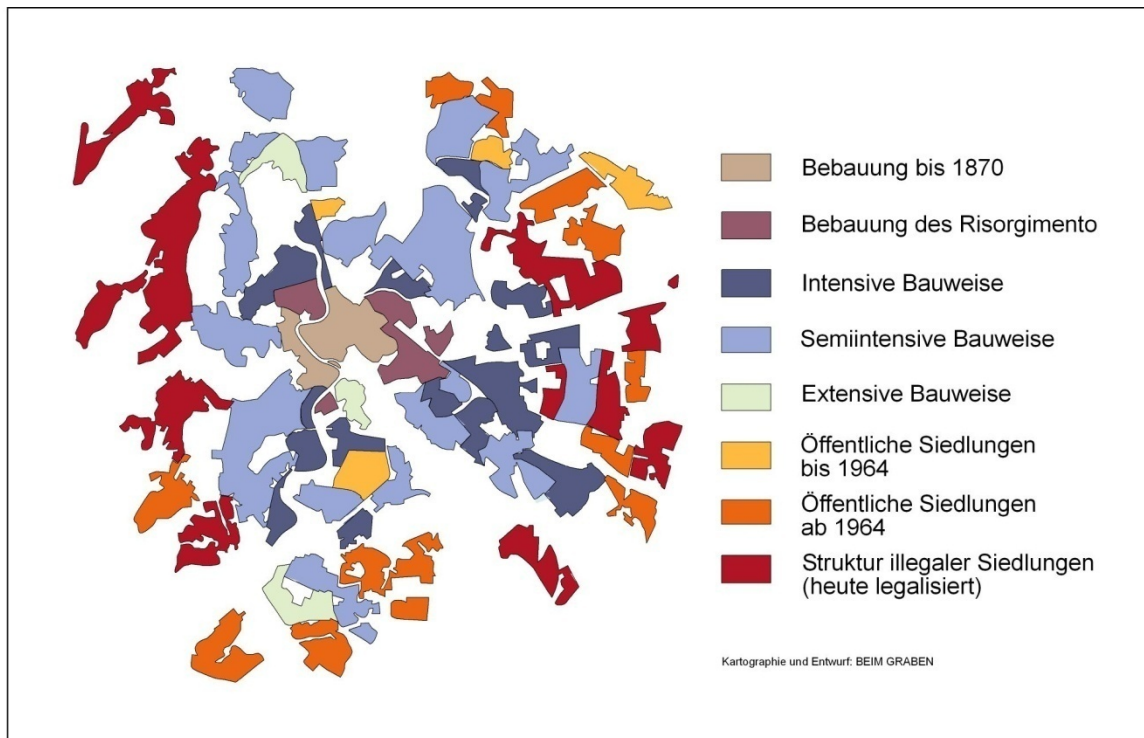 Bebauung bis 1870
Bebauung des Risorgimento
Intensive Bauweise
Semiintensive Bauweise
Extensive Bauweise
Öffentliche Siedlungen
bis 1964
Öffentliche Siedlungen
ab 1964
Struktur illegaler Siedlungen
(heute legalisiert)
Kartographie und Entwurf: BEIM GRABEN